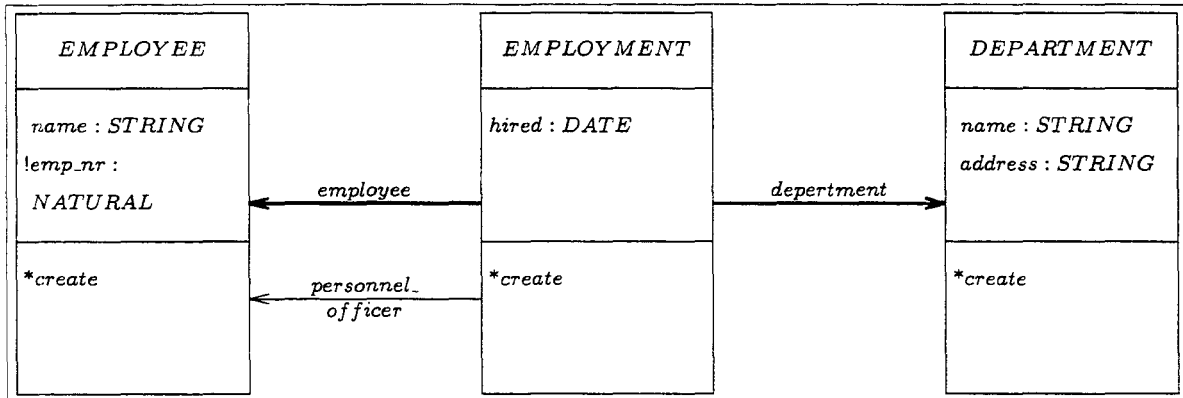 EMPLOYEE
name : STRING
!emp_nr :
NATURAL
*create
employee
personnel_
officer
EMPLOYMENT
hired : DATE
*create
depertment
DEPARTMENT
name : STRING
address : STRING
*create